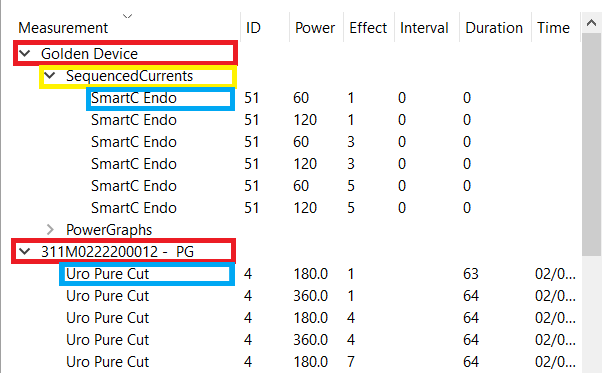 Measurement ID Power Effect Interval Duration Time
Golden Device
SequencedCurrents
SmartC Endo 51 60 1 0 0
SmartC Endo 51 120 1 0 0
SmartC Endo 51 60 3 0 0
SmartC Endo 51 120 3 0 0
SmartC Endo 51 60 5 0 0
SmartC Endo 51 120 5 0 0
PowerGraphs
311M0222200012 - PG
Uro Pure Cut 4 180.0 1 63 02/0...
Uro Pure Cut 4 360.0 1 64 02/0...
Uro Pure Cut 4 180.0 4 64 02/0...
Uro Pure Cut 4 360.0 4 64 02/0...
Uro Pure Cut 4 180.0 7 64 02/0...